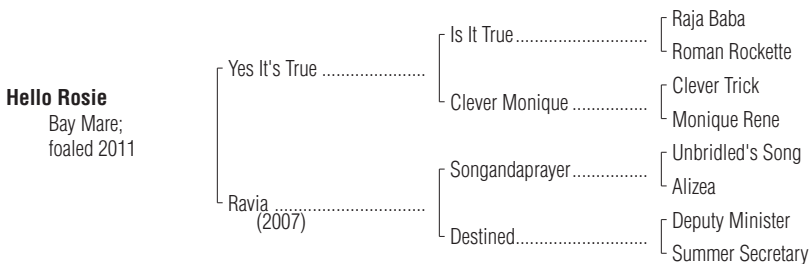 Hello Rosie
Bay Mare;
foaled 2011
Yes It's True ......................
Ravia ................................
(2007)
Is It True............................
Clever Monique ................
Songandaprayer................
Destined............................
Raja Baba
Roman Rockette
Clever Trick
Monique Rene
Unbridled's Song
Alizea
Deputy Minister
Summer Secretary